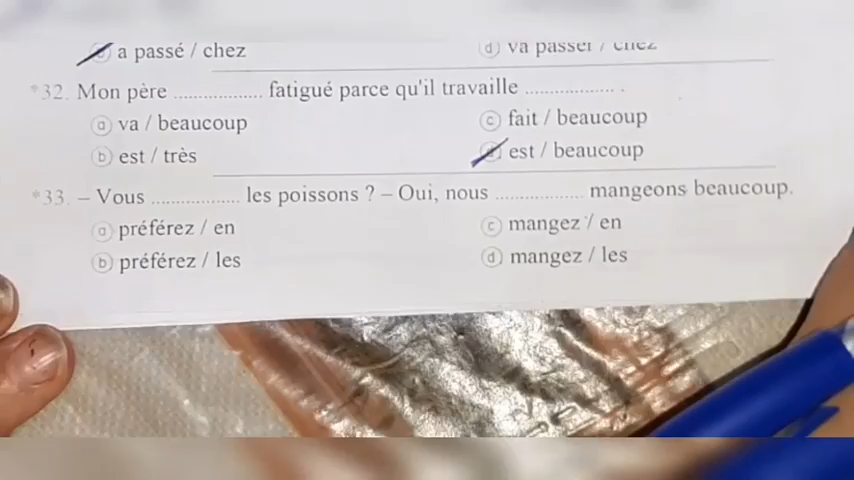 a passé / chez
d va passer / chez
*32. Mon père .................. fatigué parce qu'il travaille .................. .
a va / beaucoup
c fait / beaucoup
b est / très
est / beaucoup
*33. – Vous .................. les poissons ? – Oui, nous .................. mangeons beaucoup.
a préférez / en
c mangez / en
b préférez / les
d mangez / les